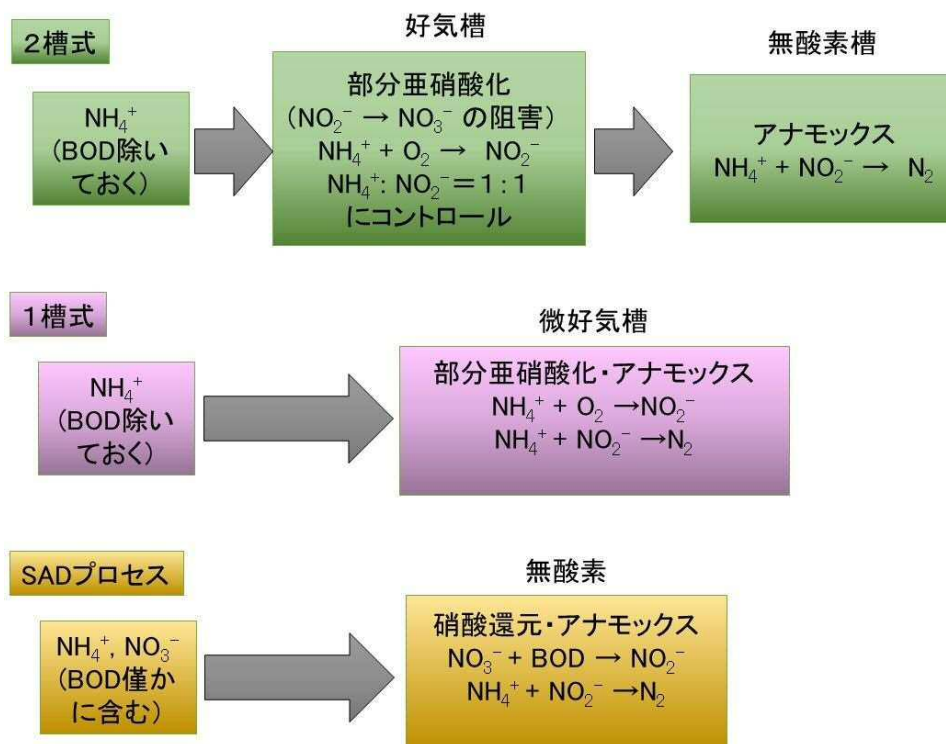 2槽式
好気槽
無酸素槽
NH₄⁺
(BOD除い
ておく)
部分亜硝酸化
(NO₂⁻ → NO₃⁻ の阻害)
NH₄⁺ + O₂ → NO₂⁻
NH₄⁺: NO₂⁻＝1：1
にコントロール
アナモックス
NH₄⁺ + NO₂⁻ → N₂
1槽式
微好気槽
NH₄⁺
(BOD除い
ておく)
部分亜硝酸化・アナモックス
NH₄⁺ + O₂ →NO₂⁻
NH₄⁺ + NO₂⁻ →N₂
SADプロセス
無酸素
NH₄⁺, NO₃⁻
(BOD僅か
に含む)
硝酸還元・アナモックス
NO₃⁻ + BOD → NO₂⁻
NH₄⁺ + NO₂⁻ →N₂